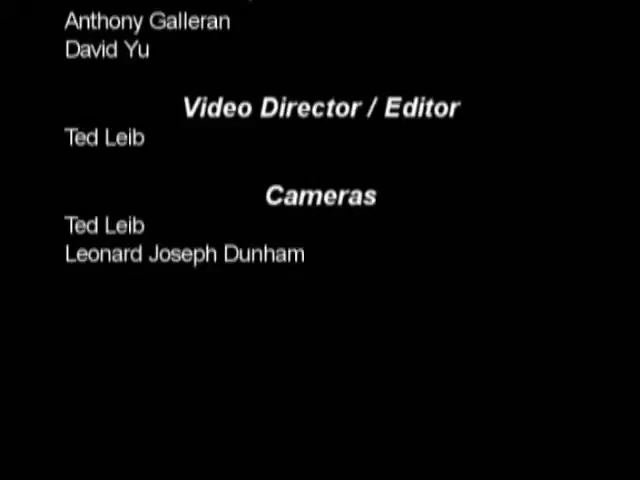 Anthony Galleran
David Yu
Video Director / Editor
Ted Leib
Cameras
Ted Leib
Leonard Joseph Dunham